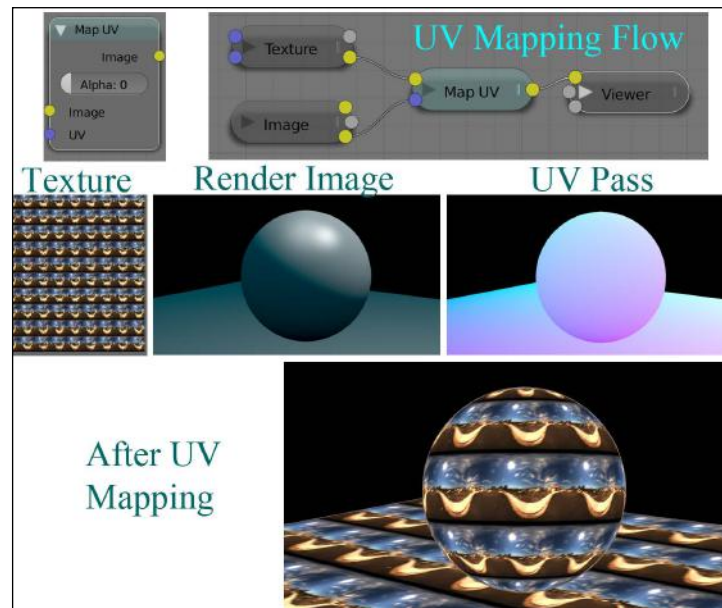 Map UV
Image
Alpha: 0
Image
UV
UV Mapping Flow
Texture
Map UV
Viewer
Image
Texture
Render Image
UV Pass
After UV
Mapping